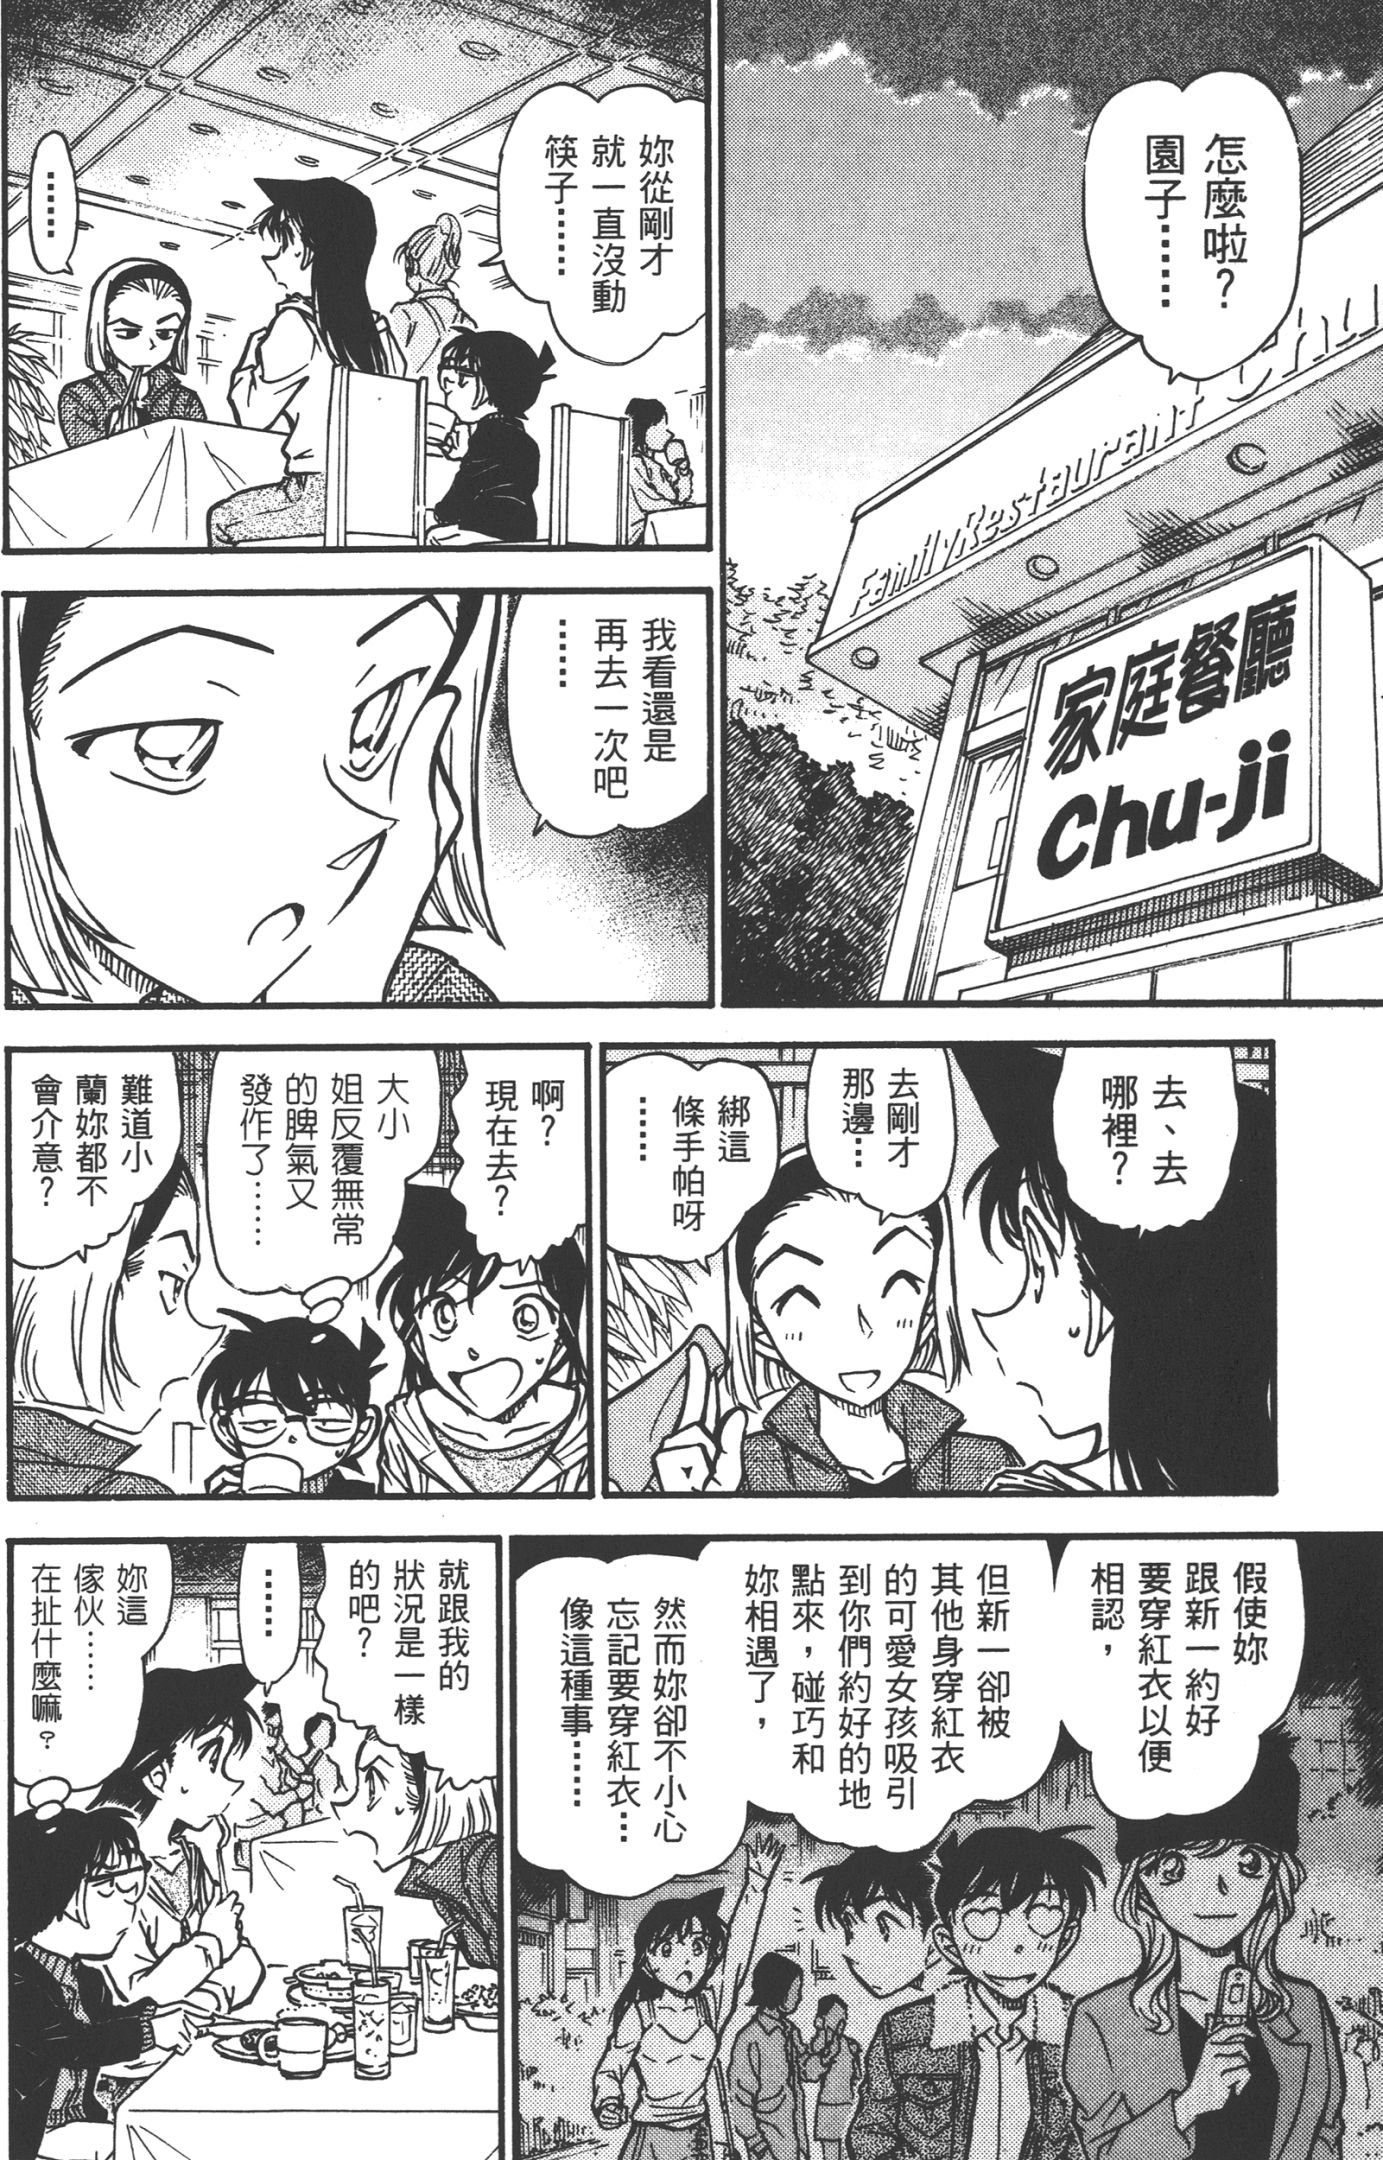 怎麼啦？
園子……
FamilyRestaurant Chu
家庭餐廳
Chu-ji
妳從剛才
就一直沒動
筷子……
……
我看還是
再去一次吧
……
去、去
哪裡？
去剛才
那邊…
綁這
條手帕呀
……
啊？
現在去？
大小
姐反覆無常
的脾氣又
發作了……
難道小
蘭妳都不
會介意？
假使妳
跟新一約好
要穿紅衣以便
相認，
但新一卻被
其他身穿紅衣
的可愛女孩吸引
到你們約好的地
點來，碰巧和
妳相遇了，
然而妳卻不小心
忘記要穿紅衣…
像這種事……
就跟我的
狀況是一樣
的吧？
……
妳這
傢伙……
在扯什麼嘛？